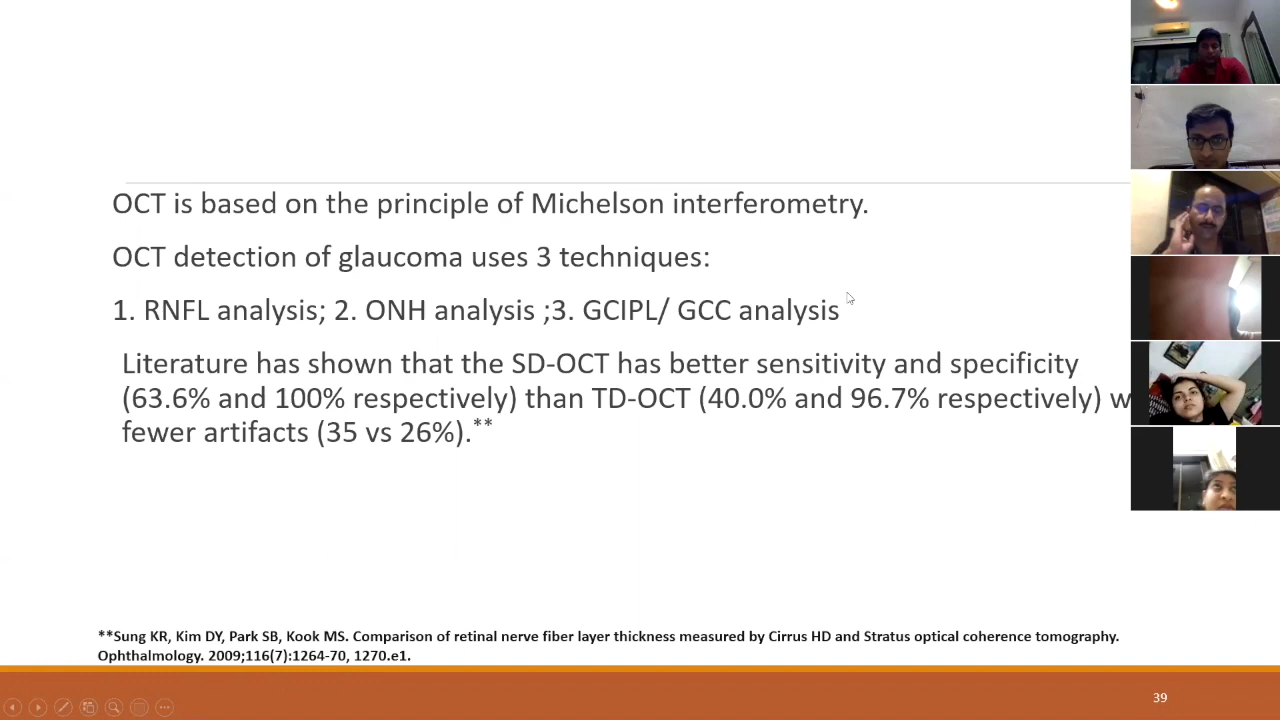 OCT is based on the principle of Michelson interferometry.
OCT detection of glaucoma uses 3 techniques:
1. RNFL analysis; 2. ONH analysis ;3. GCIPL/ GCC analysis
Literature has shown that the SD-OCT has better sensitivity and specificity
(63.6% and 100% respectively) than TD-OCT (40.0% and 96.7% respectively)
fewer artifacts (35 vs 26%).**
**Sung KR, Kim DY, Park SB, Kook MS. Comparison of retinal nerve fiber layer thickness measured by Cirrus HD and Stratus optical coherence tomography.
Ophthalmology. 2009;116(7):1264-70, 1270.e1.
39